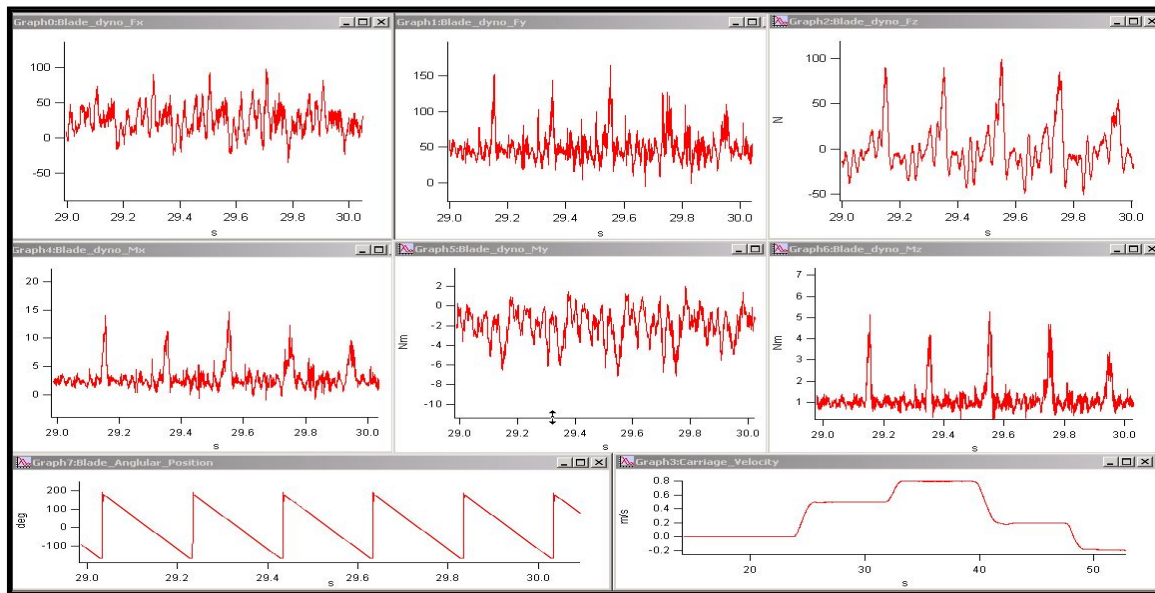 Graph0:Blade_dyno_Fx
100
50
0
-50
29.0 29.2 29.4 29.6 29.8 30.0
s
Graph1:Blade_dyno_Fy
150
100
50
0
29.0 29.2 29.4 29.6 29.8 30.0
s
Graph2:Blade_dyno_Fz
N
100
50
0
-50
29.0 29.2 29.4 29.6 29.8 30.0
s
Graph4:Blade_dyno_Mx
20
15
10
5
0
29.0 29.2 29.4 29.6 29.8 30.0
s
Graph5:Blade_dyno_My
Nm
2
0
-2
-4
-6
-8
-10
29.0 29.2 29.4 29.6 29.8 30.0
s
Graph6:Blade_dyno_Mz
Nm
7
6
5
4
3
2
1
29.0 29.2 29.4 29.6 29.8 30.0
s
Graph7:Blade_Anglular_Position
deg
200
100
0
-100
29.0 29.2 29.4 29.6 29.8 30.0
s
Graph3:Carriage_Velocity
m/s
0.8
0.6
0.4
0.2
0.0
-0.2
20 30 40 50
s